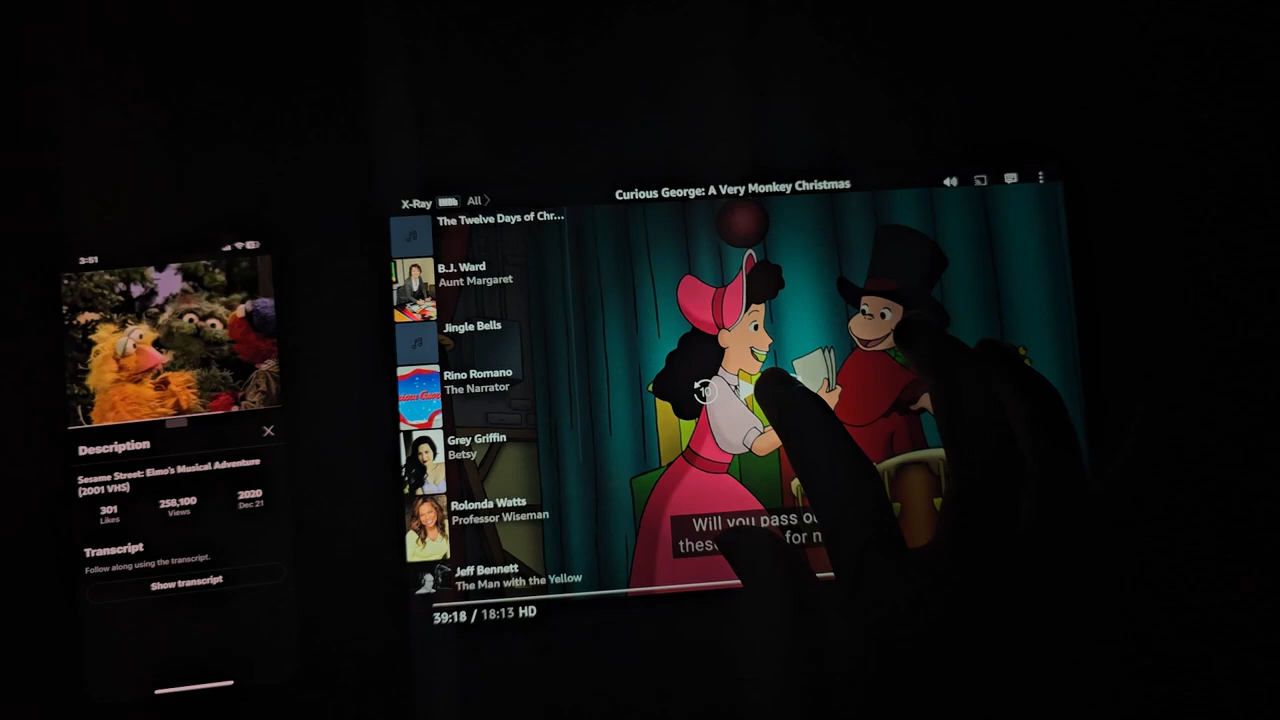 3:51
Description
Sesame Street: Elmo's Musical Adventure
(2001 VHS)
301
Likes
258,100
Views
2020
Dec 21
Transcript
Follow along using the transcript.
Show transcript
X-Ray
All
Curious George: A Very Monkey Christmas
The Twelve Days of Chr...
B.J. Ward
Aunt Margaret
Jingle Bells
Rino Romano
The Narrator
Grey Griffin
Betsy
Rolonda Watts
Professor Wiseman
Jeff Bennett
The Man with the Yellow
10
Will you pass
for
39:18 / 18:13 HD